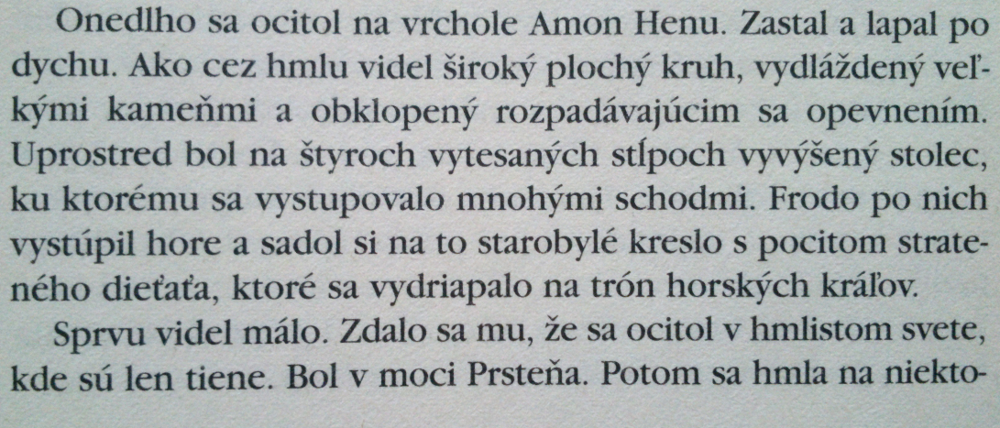 Onedlho sa ocitol na vrchole Amon Henu. Zastal a lapal po
dychu. Ako cez hmlu videl široký plochý kruh, vydláždený veľ-
kými kameňmi a obklopený rozpadávajúcim sa opevnením.
Uprostred bol na štyroch vytesaných stĺpoch vyvýšený stolec,
ku ktorému sa vystupovalo mnohými schodmi. Frodo po nich
vystúpil hore a sadol si na to starobylé kreslo s pocitom strate-
ného dieťaťa, ktoré sa vydriapalo na trón horských kráľov.
Sprvu videl málo. Zdalo sa mu, že sa ocitol v hmlistom svete,
kde sú len tiene. Bol v moci Prsteňa. Potom sa hmla na niekto-